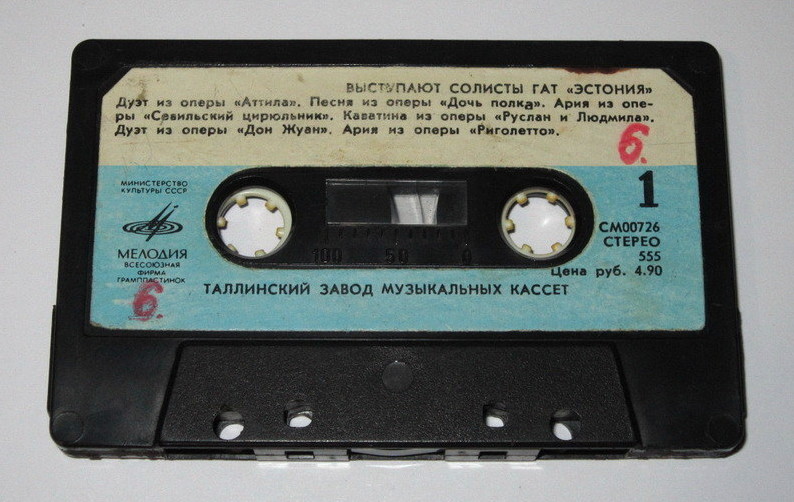 ВЫСТУПАЮТ СОЛИСТЫ ГАТ «ЭСТОНИЯ»
Дуэт из оперы «Аттила». Песня из оперы «Дочь полка». Ария из опе-
ры «Севильский цирюльник». Каватина из оперы «Руслан и Людмила».
Дуэт из оперы «Дон Жуан». Ария из оперы «Риголетто».
6.
МИНИСТЕРСТВО
КУЛЬТУРЫ СССР
МЕЛОДИЯ
ВСЕСОЮЗНАЯ
ФИРМА
ГРАМПЛАСТИНОК
6.
100 50 0
1
СМ00726
СТЕРЕО
555
Цена руб. 4.90
ТАЛЛИНСКИЙ ЗАВОД МУЗЫКАЛЬНЫХ КАССЕТ